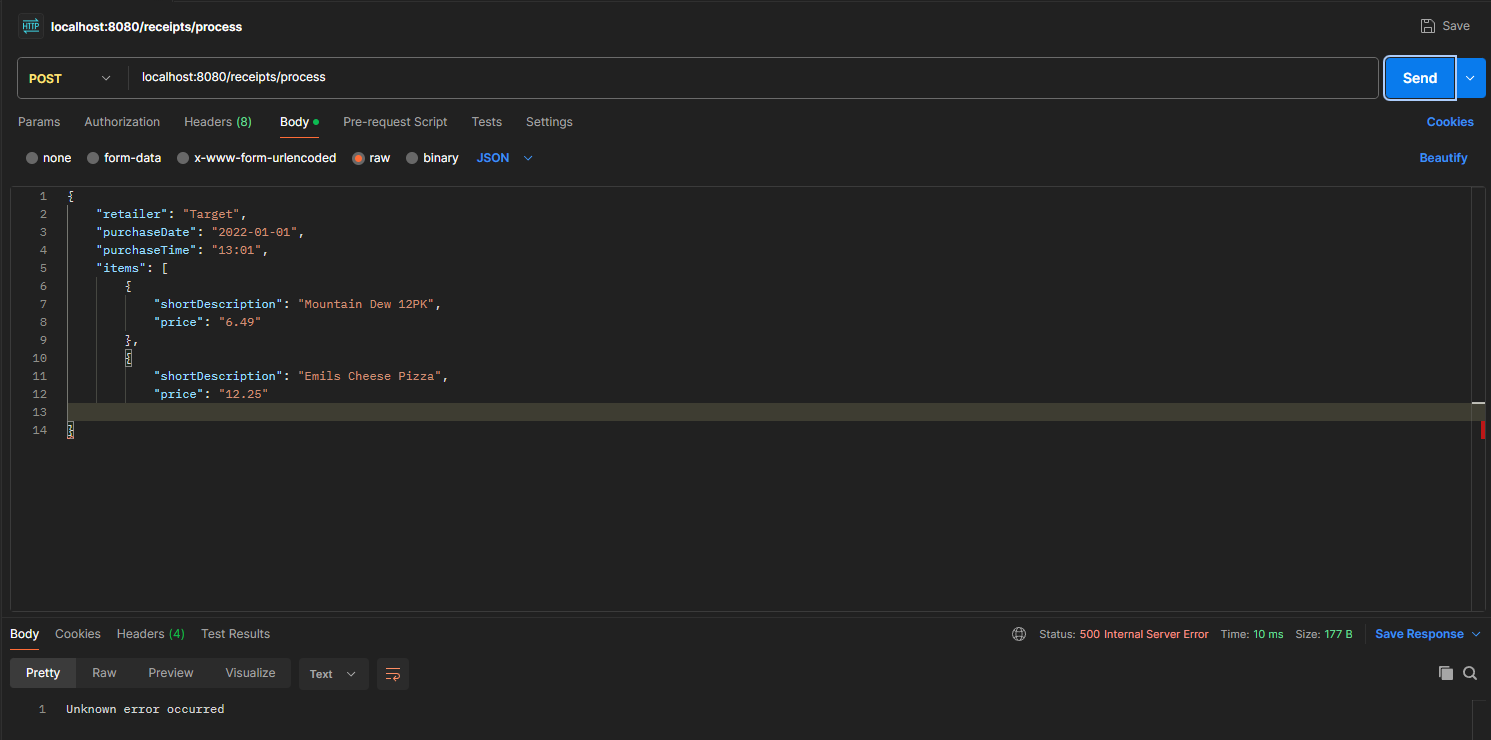 HTTP localhost:8080/receipts/process Save
POST localhost:8080/receipts/process Send
Params Authorization Headers (8) Body Pre-request Script Tests Settings Cookies
none form-data x-www-form-urlencoded raw binary JSON Beautify
1 {
2 "retailer": "Target",
3 "purchaseDate": "2022-01-01",
4 "purchaseTime": "13:01",
5 "items": [
6 {
7 "shortDescription": "Mountain Dew 12PK",
8 "price": "6.49"
9 },
10 {
11 "shortDescription": "Emils Cheese Pizza",
12 "price": "12.25"
13
14 }
Body Cookies Headers (4) Test Results Status: 500 Internal Server Error Time: 10 ms Size: 177 B Save Response
Pretty Raw Preview Visualize Text
1 Unknown error occurred